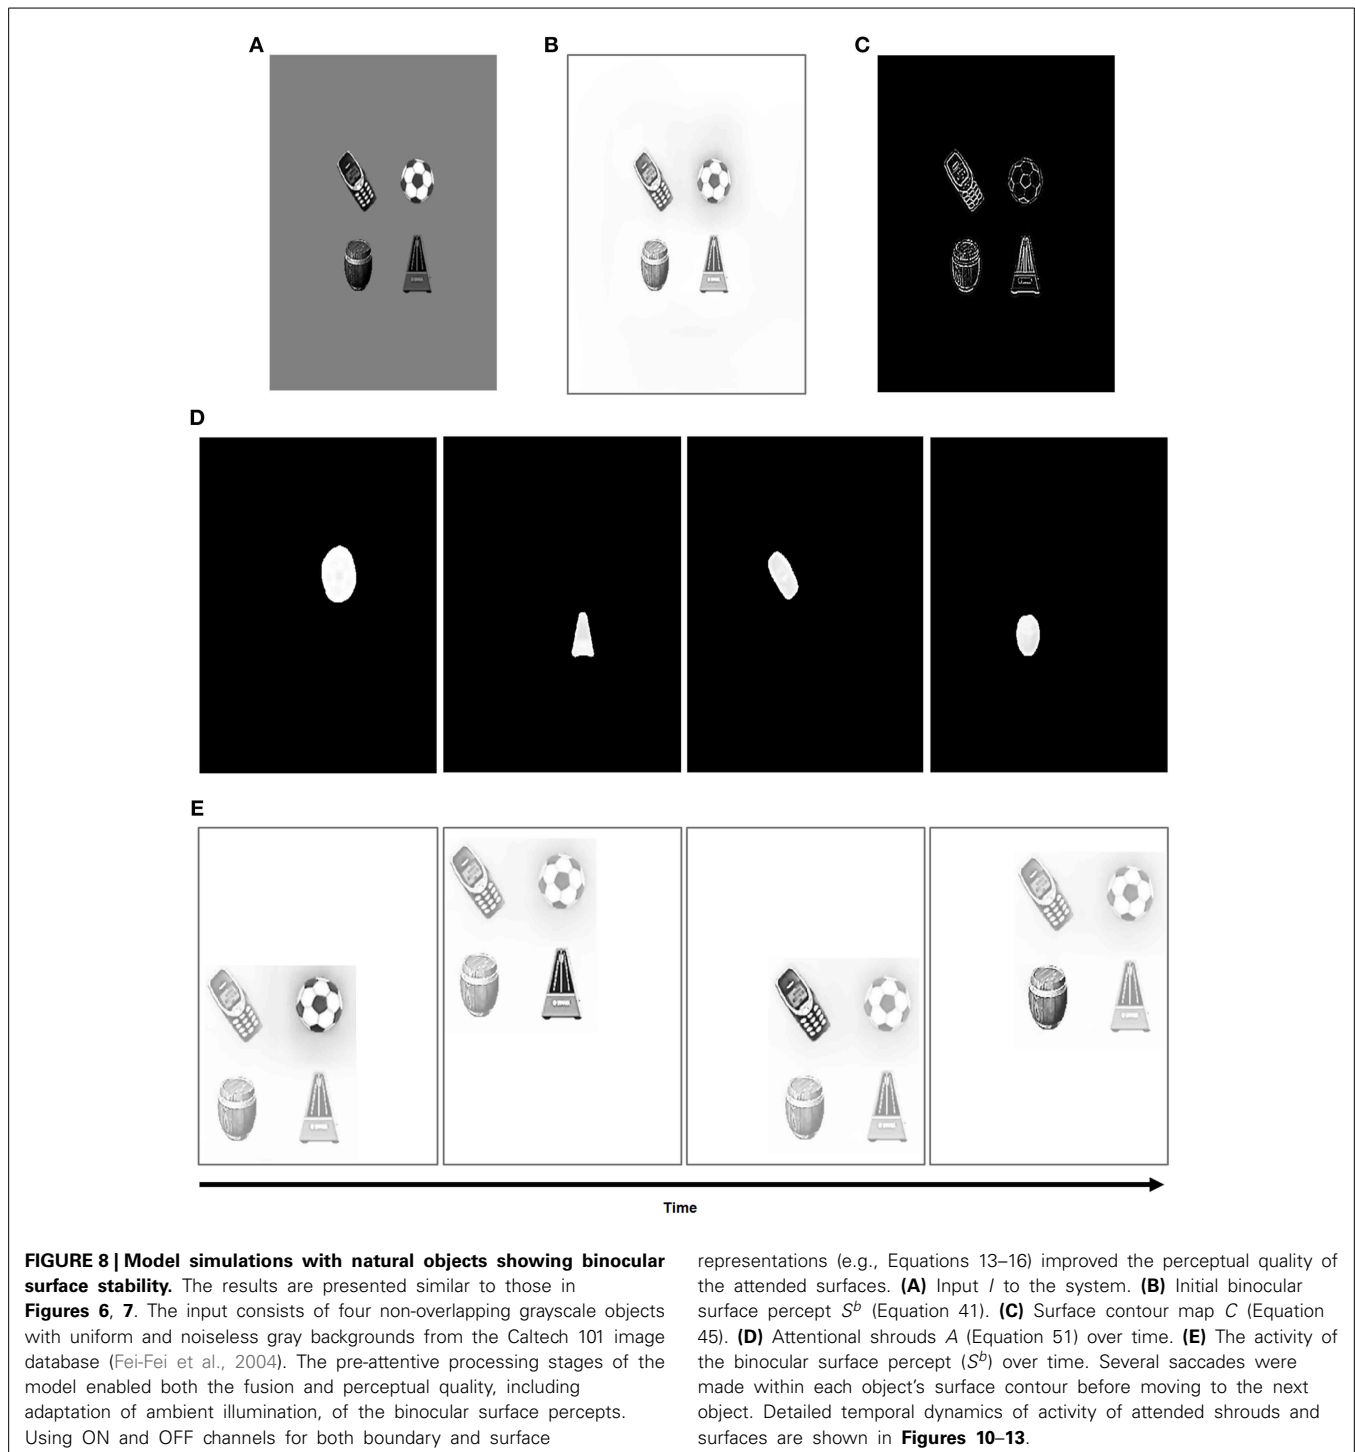 A
B
C
D
E
Time
FIGURE 8 | Model simulations with natural objects showing binocular
surface stability. The results are presented similar to those in
Figures 6, 7. The input consists of four non-overlapping grayscale objects
with uniform and noiseless gray backgrounds from the Caltech 101 image
database (Fei-Fei et al., 2004). The pre-attentive processing stages of the
model enabled both the fusion and perceptual quality, including
adaptation of ambient illumination, of the binocular surface percepts.
Using ON and OFF channels for both boundary and surface
representations (e.g., Equations 13–16) improved the perceptual quality of
the attended surfaces. (A) Input I to the system. (B) Initial binocular
surface percept Sᵇ (Equation 41). (C) Surface contour map C (Equation
45). (D) Attentional shrouds A (Equation 51) over time. (E) The activity of
the binocular surface percept (Sᵇ) over time. Several saccades were
made within each object's surface contour before moving to the next
object. Detailed temporal dynamics of activity of attended shrouds and
surfaces are shown in Figures 10–13.